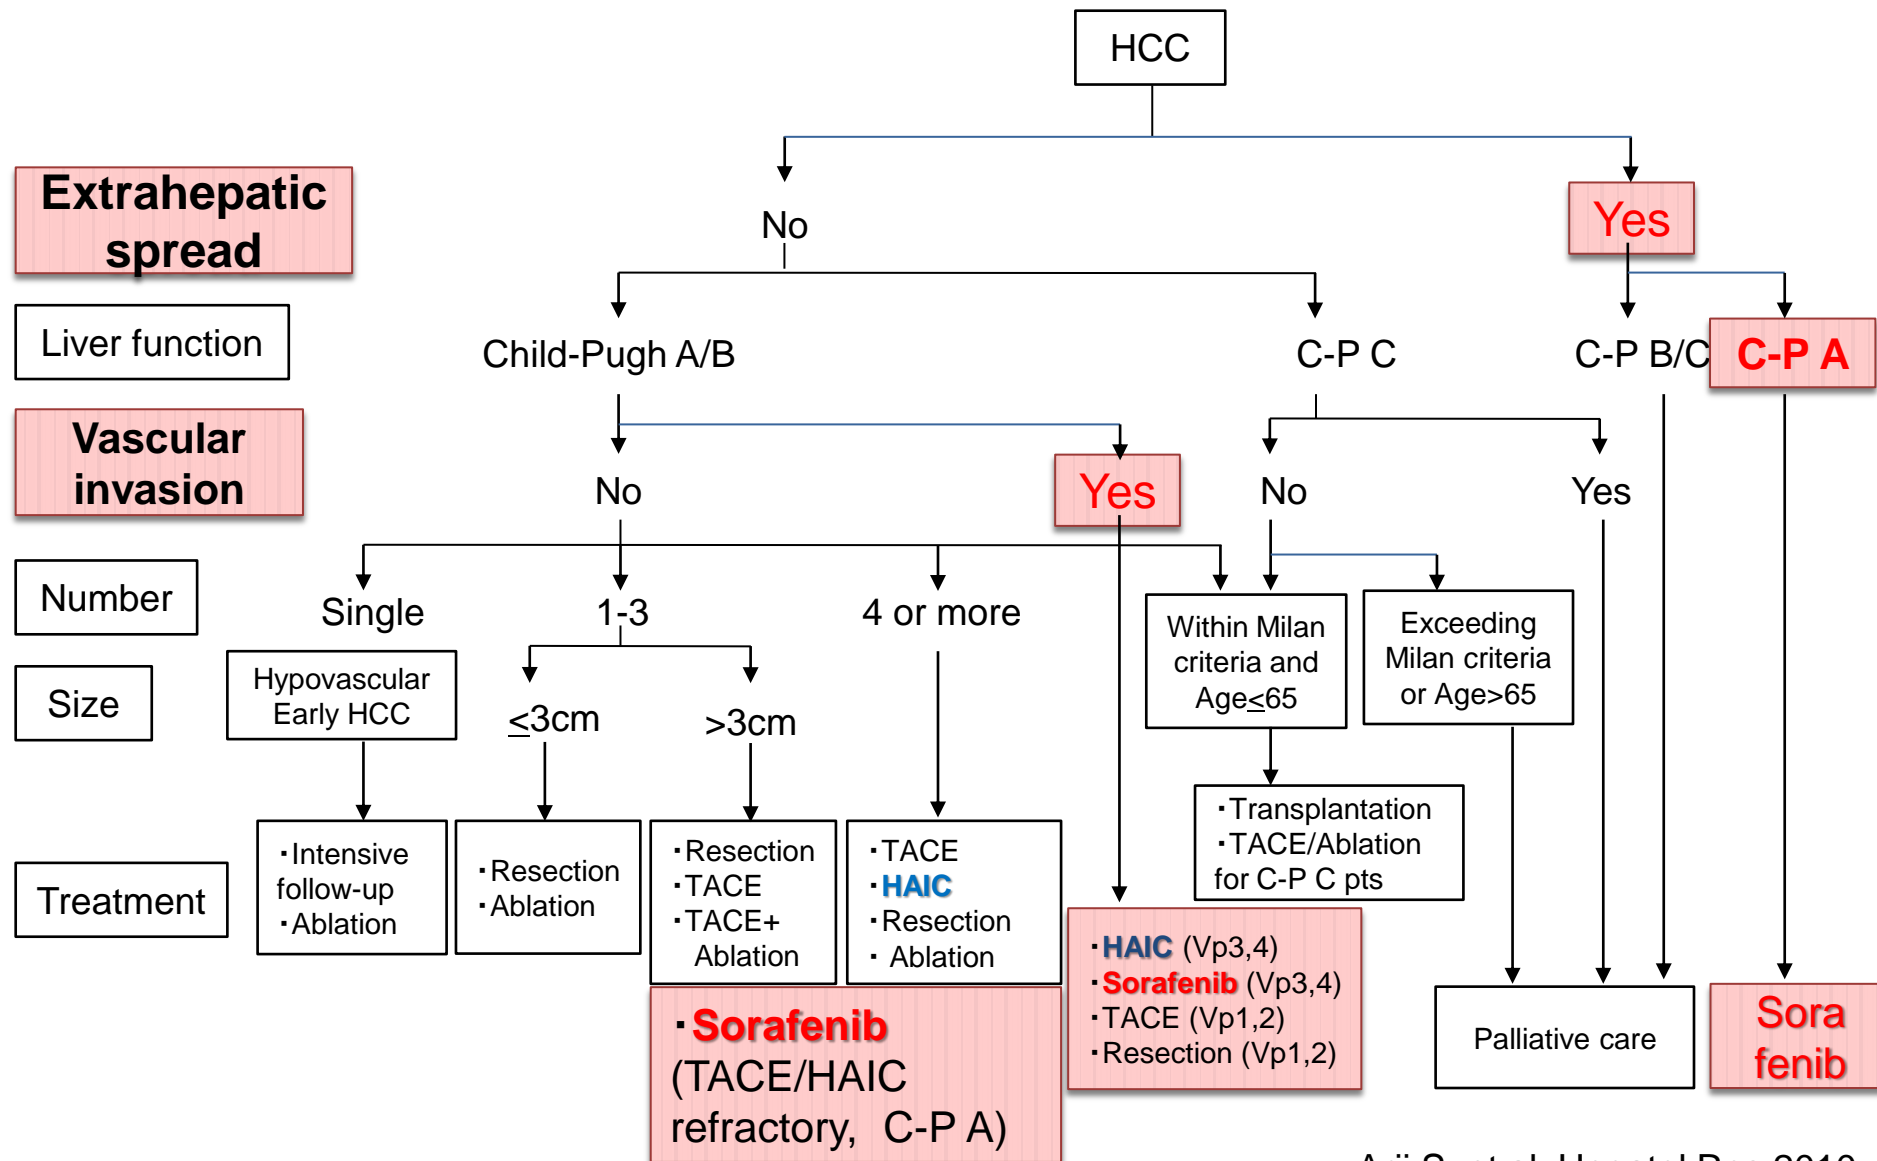 HCC
Extrahepatic
spread
No
Yes
Liver function
Child-Pugh A/B
C-P C
C-P B/C
C-P A
Vascular
invasion
No
Yes
No
Yes
Number
Single
1-3
4 or more
Within Milan
criteria and
Age≤65
Exceeding
Milan criteria
or Age>65
Size
Hypovascular
Early HCC
≤3cm
>3cm
Treatment
・Intensive
follow-up
・Ablation
・Resection
・Ablation
・Resection
・TACE
・TACE+
Ablation
・TACE
・HAIC
・Resection
・ Ablation
・Transplantation
・TACE/Ablation
for C-P C pts
・Sorafenib
(TACE/HAIC
refractory, C-P A)
・HAIC (Vp3,4)
・Sorafenib (Vp3,4)
・TACE (Vp1,2)
・Resection (Vp1,2)
Palliative care
Sora
fenib